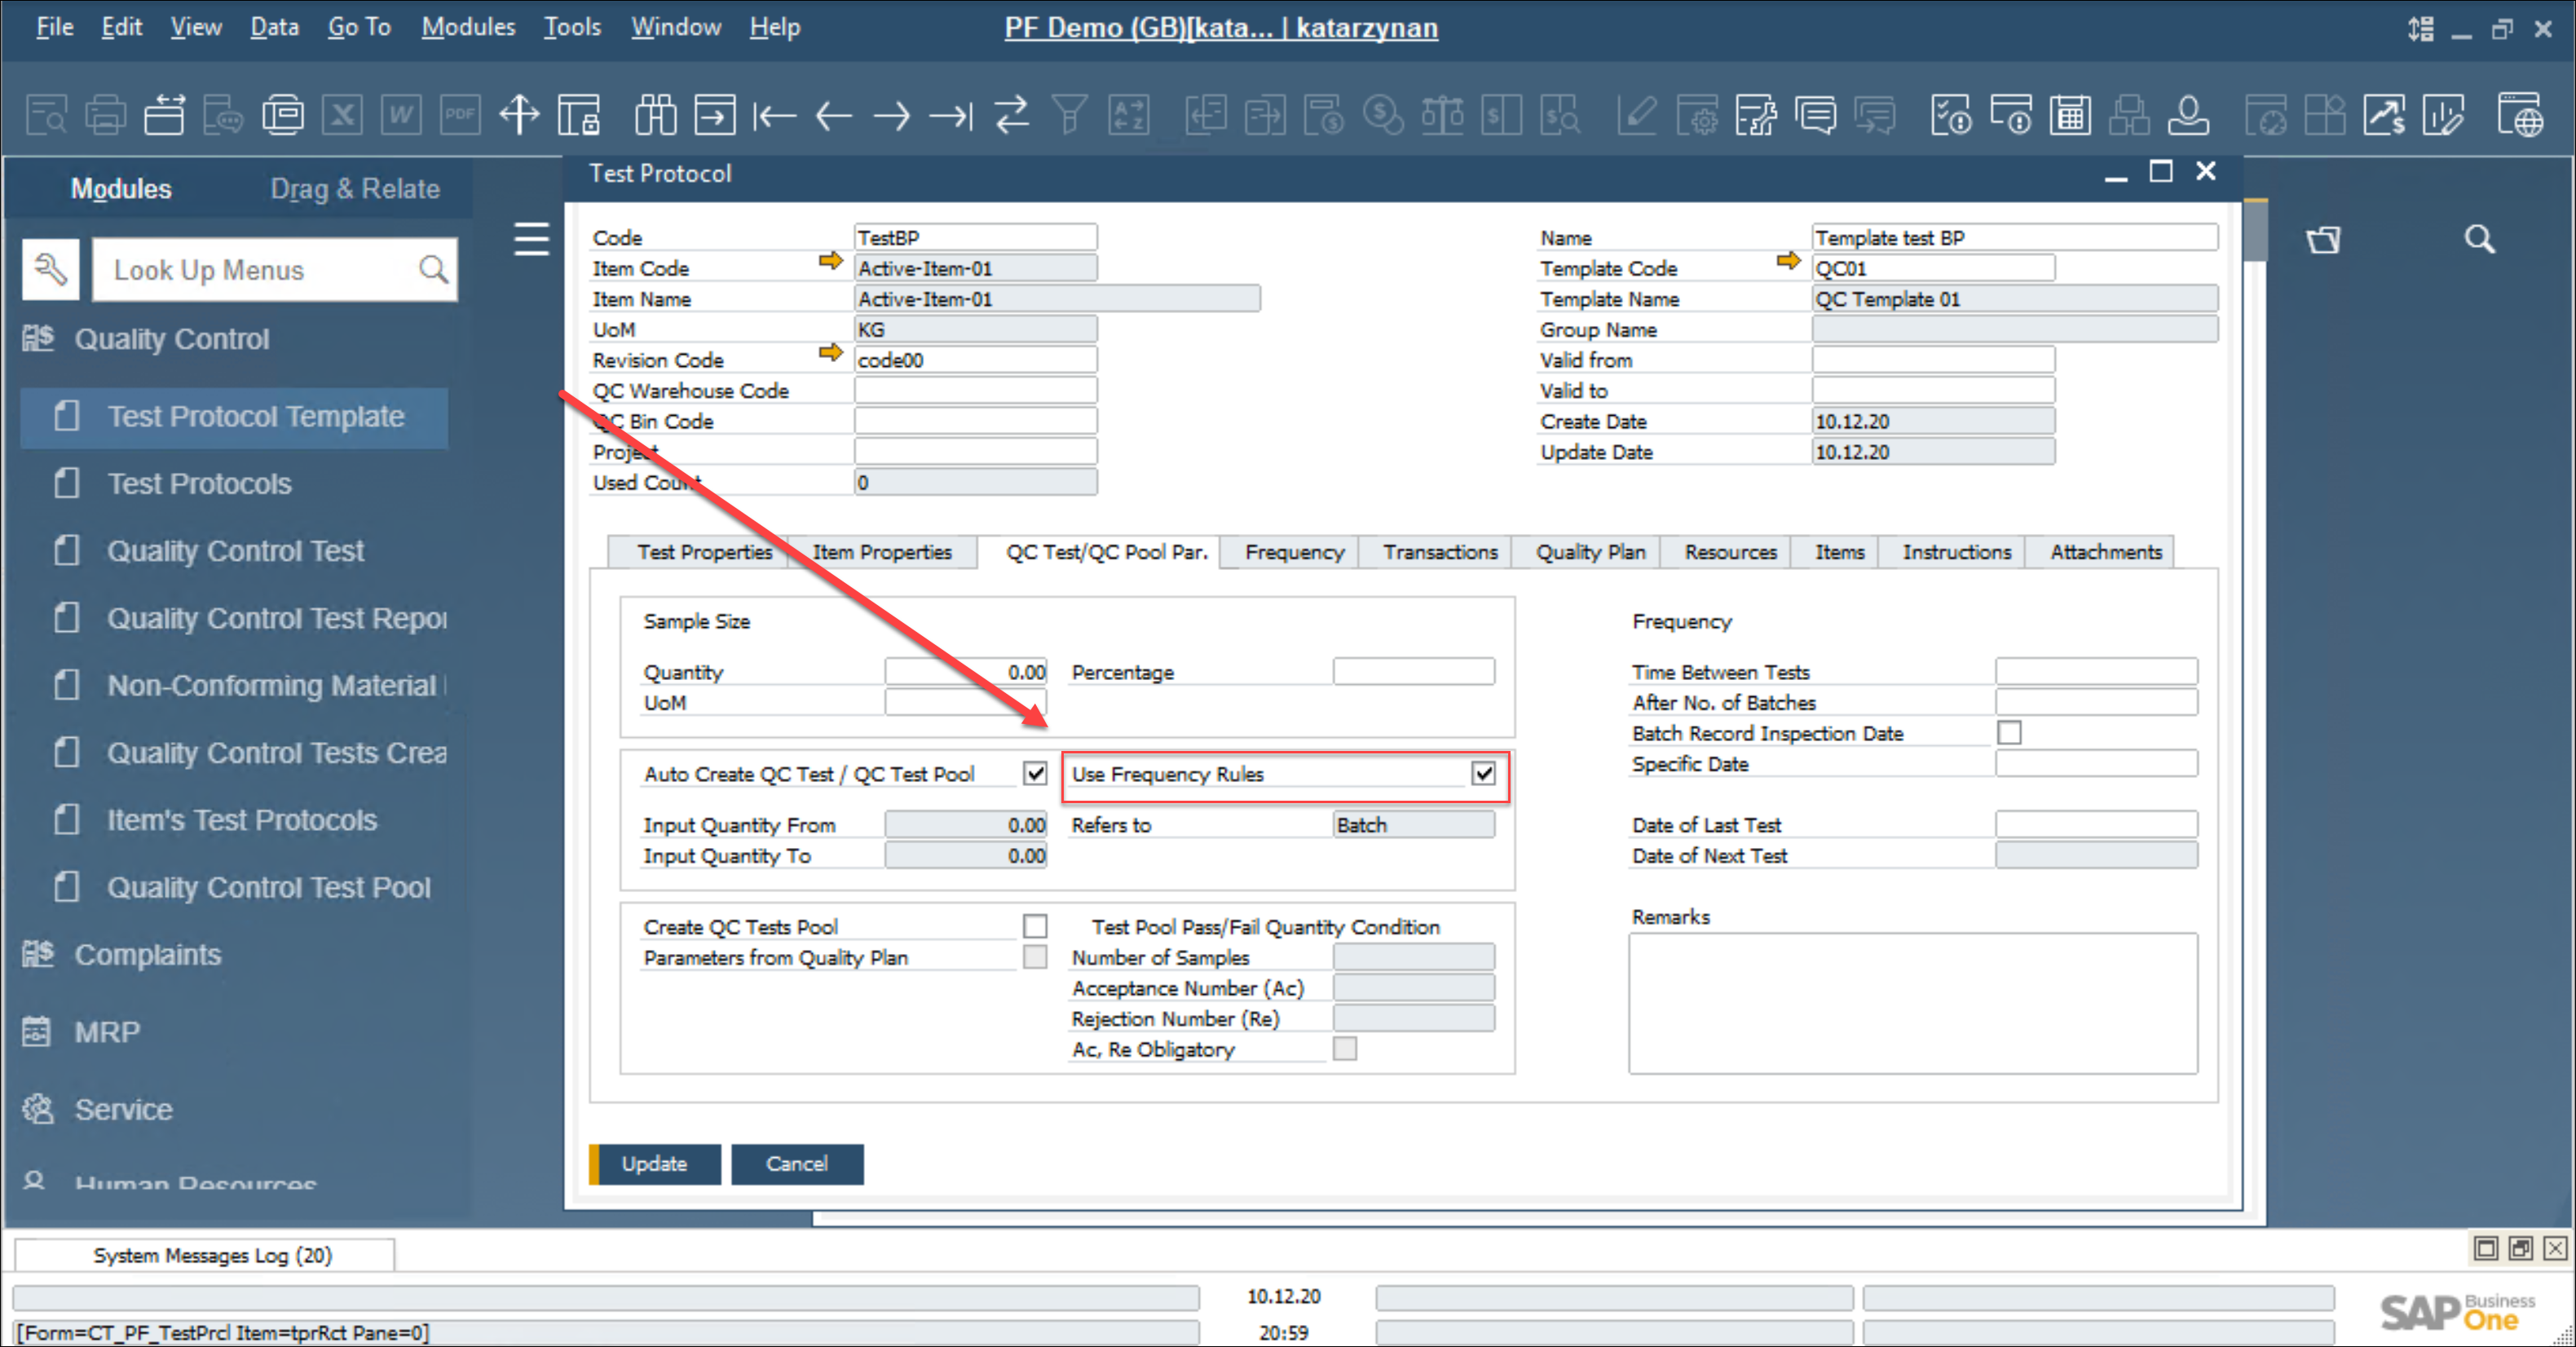 File Edit View Data Go To Modules Tools Window Help
PF Demo (GB)[kata... | katarzynan
Modules Drag & Relate
Look Up Menus
Quality Control
Test Protocol Template
Test Protocols
Quality Control Test
Quality Control Test Repor
Non-Conforming Material
Quality Control Tests Crea
Item's Test Protocols
Quality Control Test Pool
Complaints
MRP
Service
Human Resources
Test Protocol
Code TestBP
Item Code Active-Item-01
Item Name Active-Item-01
UoM KG
Revision Code code00
QC Warehouse Code
QC Bin Code
Project
Used Count 0
Name Template test BP
Template Code QC01
Template Name QC Template 01
Group Name
Valid from
Valid to
Create Date 10.12.20
Update Date 10.12.20
Test Properties Item Properties QC Test/QC Pool Par. Frequency Transactions Quality Plan Resources Items Instructions Attachments
Sample Size
Quantity 0.00 Percentage
UoM
Auto Create QC Test / QC Test Pool Use Frequency Rules
Input Quantity From 0.00 Refers to Batch
Input Quantity To 0.00
Create QC Tests Pool Test Pool Pass/Fail Quantity Condition
Parameters from Quality Plan Number of Samples
Acceptance Number (Ac)
Rejection Number (Re)
Ac, Re Obligatory
Frequency
Time Between Tests
After No. of Batches
Batch Record Inspection Date
Specific Date
Date of Last Test
Date of Next Test
Remarks
Update Cancel
System Messages Log (20)
10.12.20
[Form=CT_PF_TestPrcl Item=tprRct Pane=0] 20:59
SAP Business One